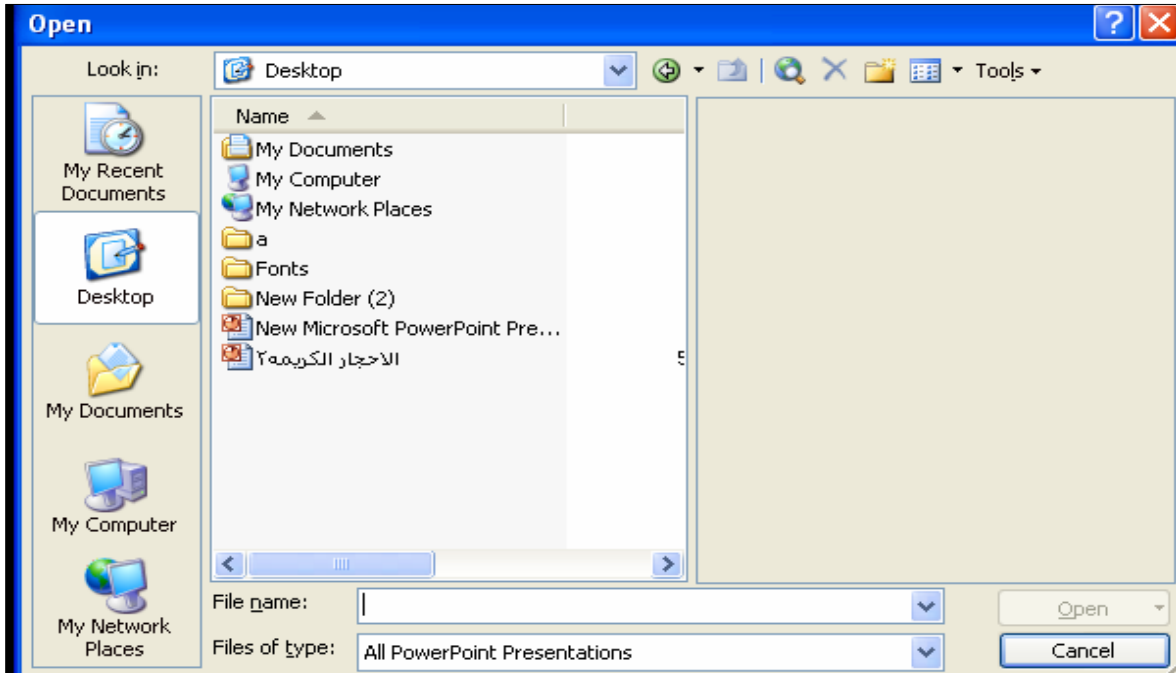 Open
Look in:
Desktop
Tools
My Recent
Documents
Desktop
My Documents
My Computer
My Network
Places
Name
My Documents
My Computer
My Network Places
a
Fonts
New Folder (2)
New Microsoft PowerPoint Pre...
الاحجار الكريمه٢
File name:
Open
Files of type:
All PowerPoint Presentations
Cancel